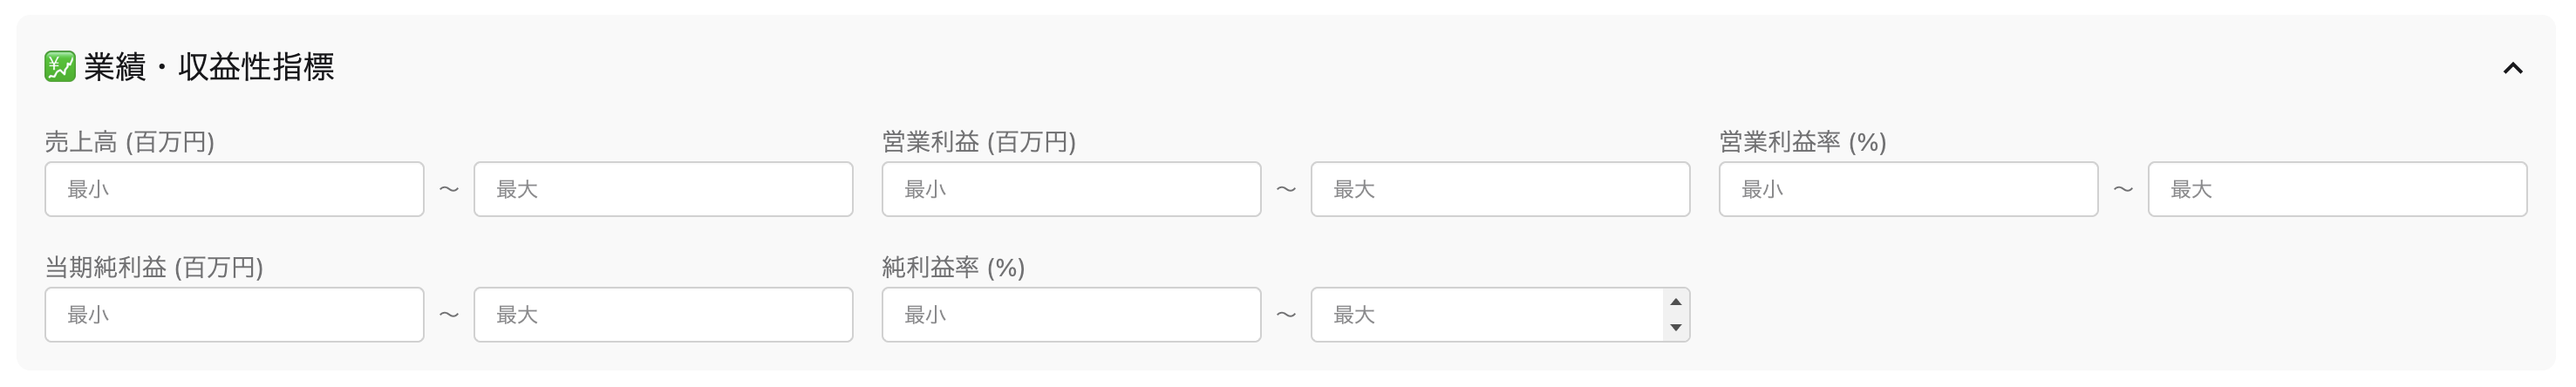 💹 業績・収益性指標
売上高 (百万円) 営業利益 (百万円) 営業利益率 (%)
最小 ～ 最大 最小 ～ 最大 最小 ～ 最大
当期純利益 (百万円) 純利益率 (%)
最小 ～ 最大 最小 ～ 最大